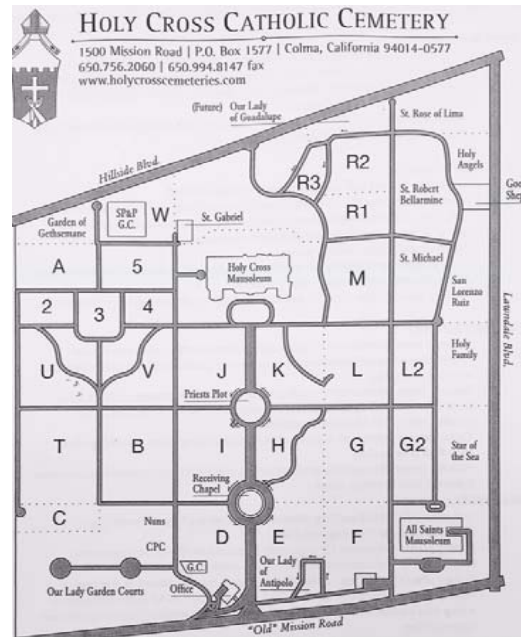 HOLY CROSS CATHOLIC CEMETERY
1500 Mission Road | P.O. Box 1577 | Colma, California 94014-0577
650.756.2060 | 650.994.8147 fax
www.holycrosscemeteries.com
(Future) Our Lady
of Guadalupe
St. Rose of Lima
Hillside Blvd.
R2
R3
Holy
Angels
Good
Shep
St. Robert
Bellarmine
R1
SP&P
G.C.
W
St. Gabriel
Garden of
Gethsemane
St. Michael
A
5
Holy Cross
Mausoleum
M
San
Lorenzo
Ruiz
Lawndale Blvd.
2
3
4
Holy
Family
U
V
J
K
L
L2
Priests Plot
T
B
I
H
G
G2
Star of
the Sea
Receiving
Chapel
C
Nuns
D
E
F
All Saints
Mausoleum
CPC
G.C.
Our Lady
of
Antipolo
Our Lady Garden Courts
Office
"Old" Mission Road